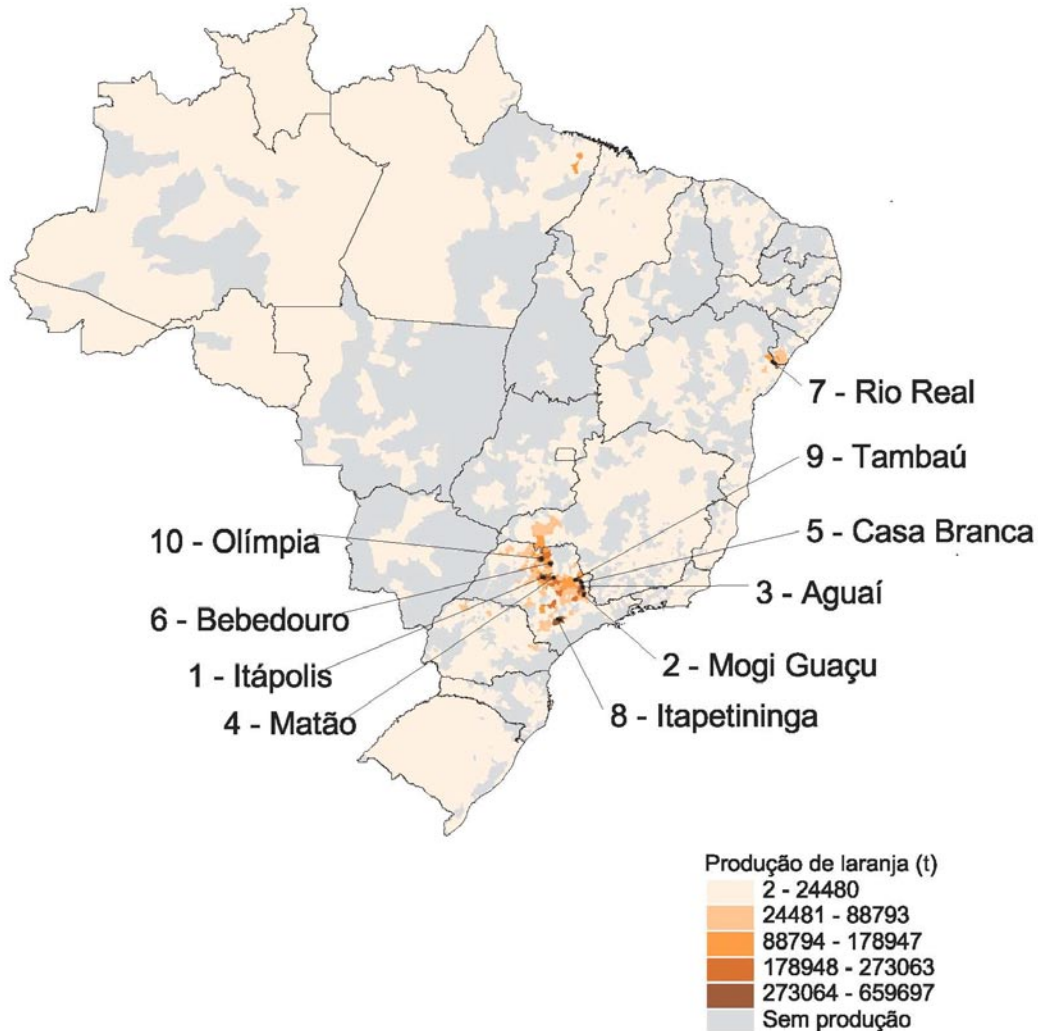 7 - Rio Real
9 - Tambaú
10 - Olímpia
5 - Casa Branca
3 - Aguaí
6 - Bebedouro
2 - Mogi Guaçu
1 - Itápolis
8 - Itapetininga
4 - Matão
Produção de laranja (t)
2 - 24480
24481 - 88793
88794 - 178947
178948 - 273063
273064 - 659697
Sem produção